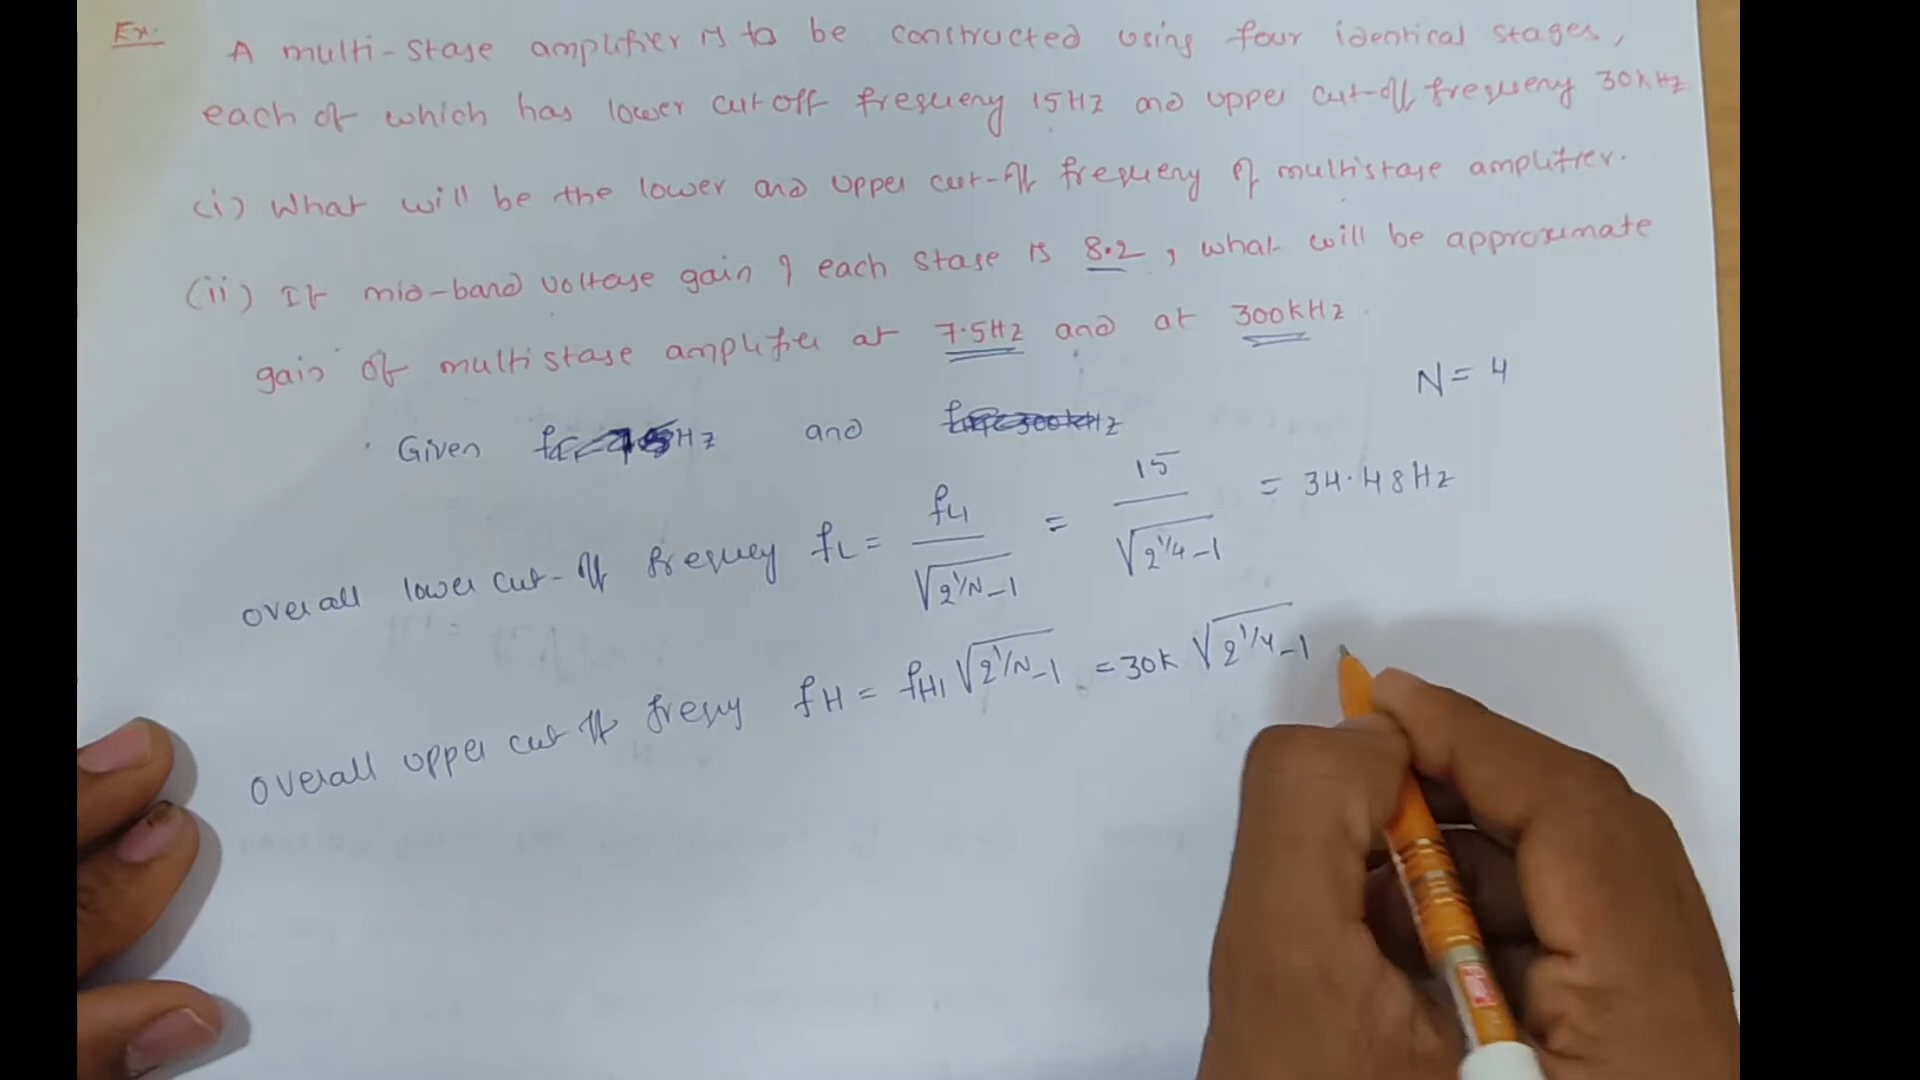 Ex:
A multi-stage amplifier is to be constructed using four identical stages,
each of which has lower cut off frequency 15Hz and upper cut-off frequency 30kHz
(i) What will be the lower and upper cut-off frequency of multistage amplifier.
(ii) If mid-band voltage gain of each stage is 8.2, what will be approximate
gain of multistage amplifier at 7.5Hz and at 300kHz.
N = 4
Given Hz and Hz
overall lower cut-off frequency fL = fL1 / √(2^1/N - 1) = 15 / √(2^1/4 - 1) = 34.48Hz
overall upper cut off frequency fH = fH1 √(2^1/N - 1) = 30k √(2^1/4 - 1)